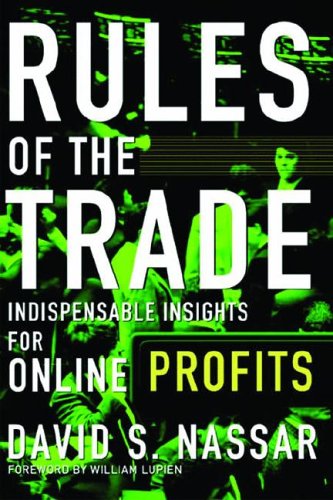 RULES
OF THE
TRADE
INDISPENSABLE INSIGHTS
FOR
ONLINE PROFITS
DAVID S. NASSAR
FOREWORD BY WILLIAM LUPIEN